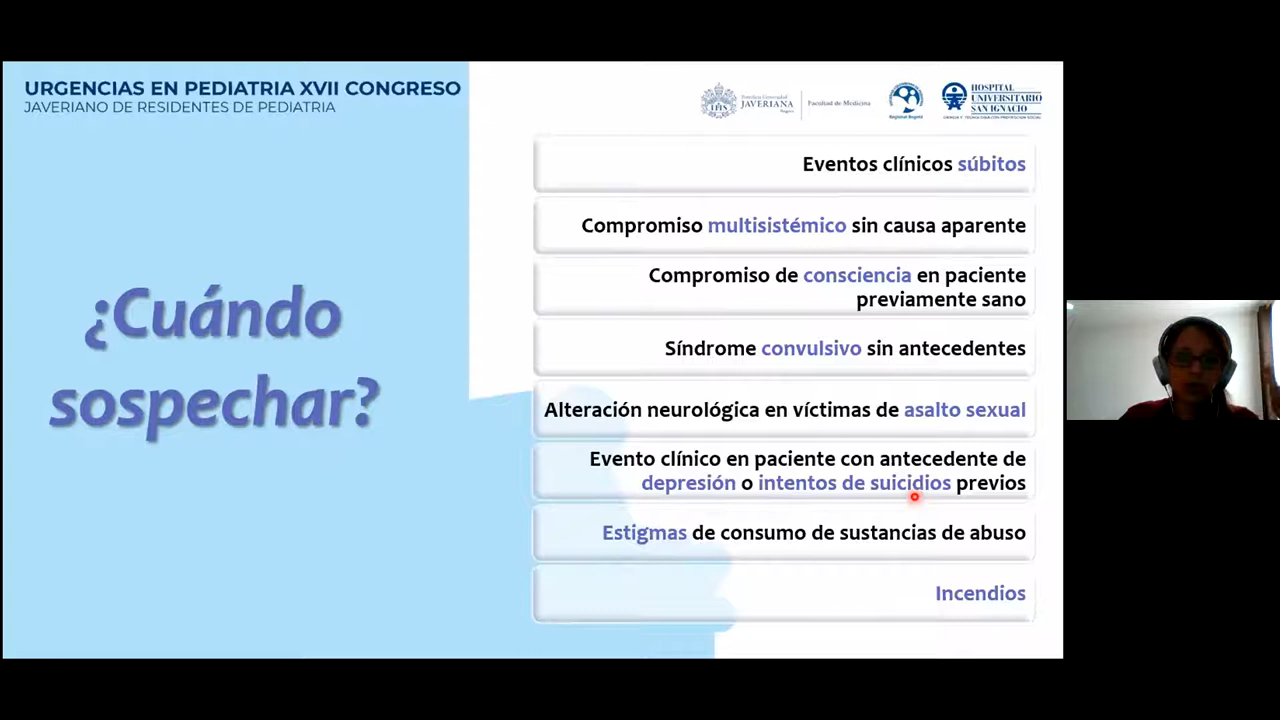 URGENCIAS EN PEDIATRIA XVII CONGRESO
JAVERIANO DE RESIDENTES DE PEDIATRIA
Pontificia Universidad
JAVERIANA
Bogotá
Facultad de Medicina
Regional Bogotá
HOSPITAL
UNIVERSITARIO
SAN IGNACIO
¿Cuándo
sospechar?
Eventos clínicos súbitos
Compromiso multisistémico sin causa aparente
Compromiso de consciencia en paciente
previamente sano
Síndrome convulsivo sin antecedentes
Alteración neurológica en víctimas de asalto sexual
Evento clínico en paciente con antecedente de
depresión o intentos de suicidios previos
Estigmas de consumo de sustancias de abuso
Incendios